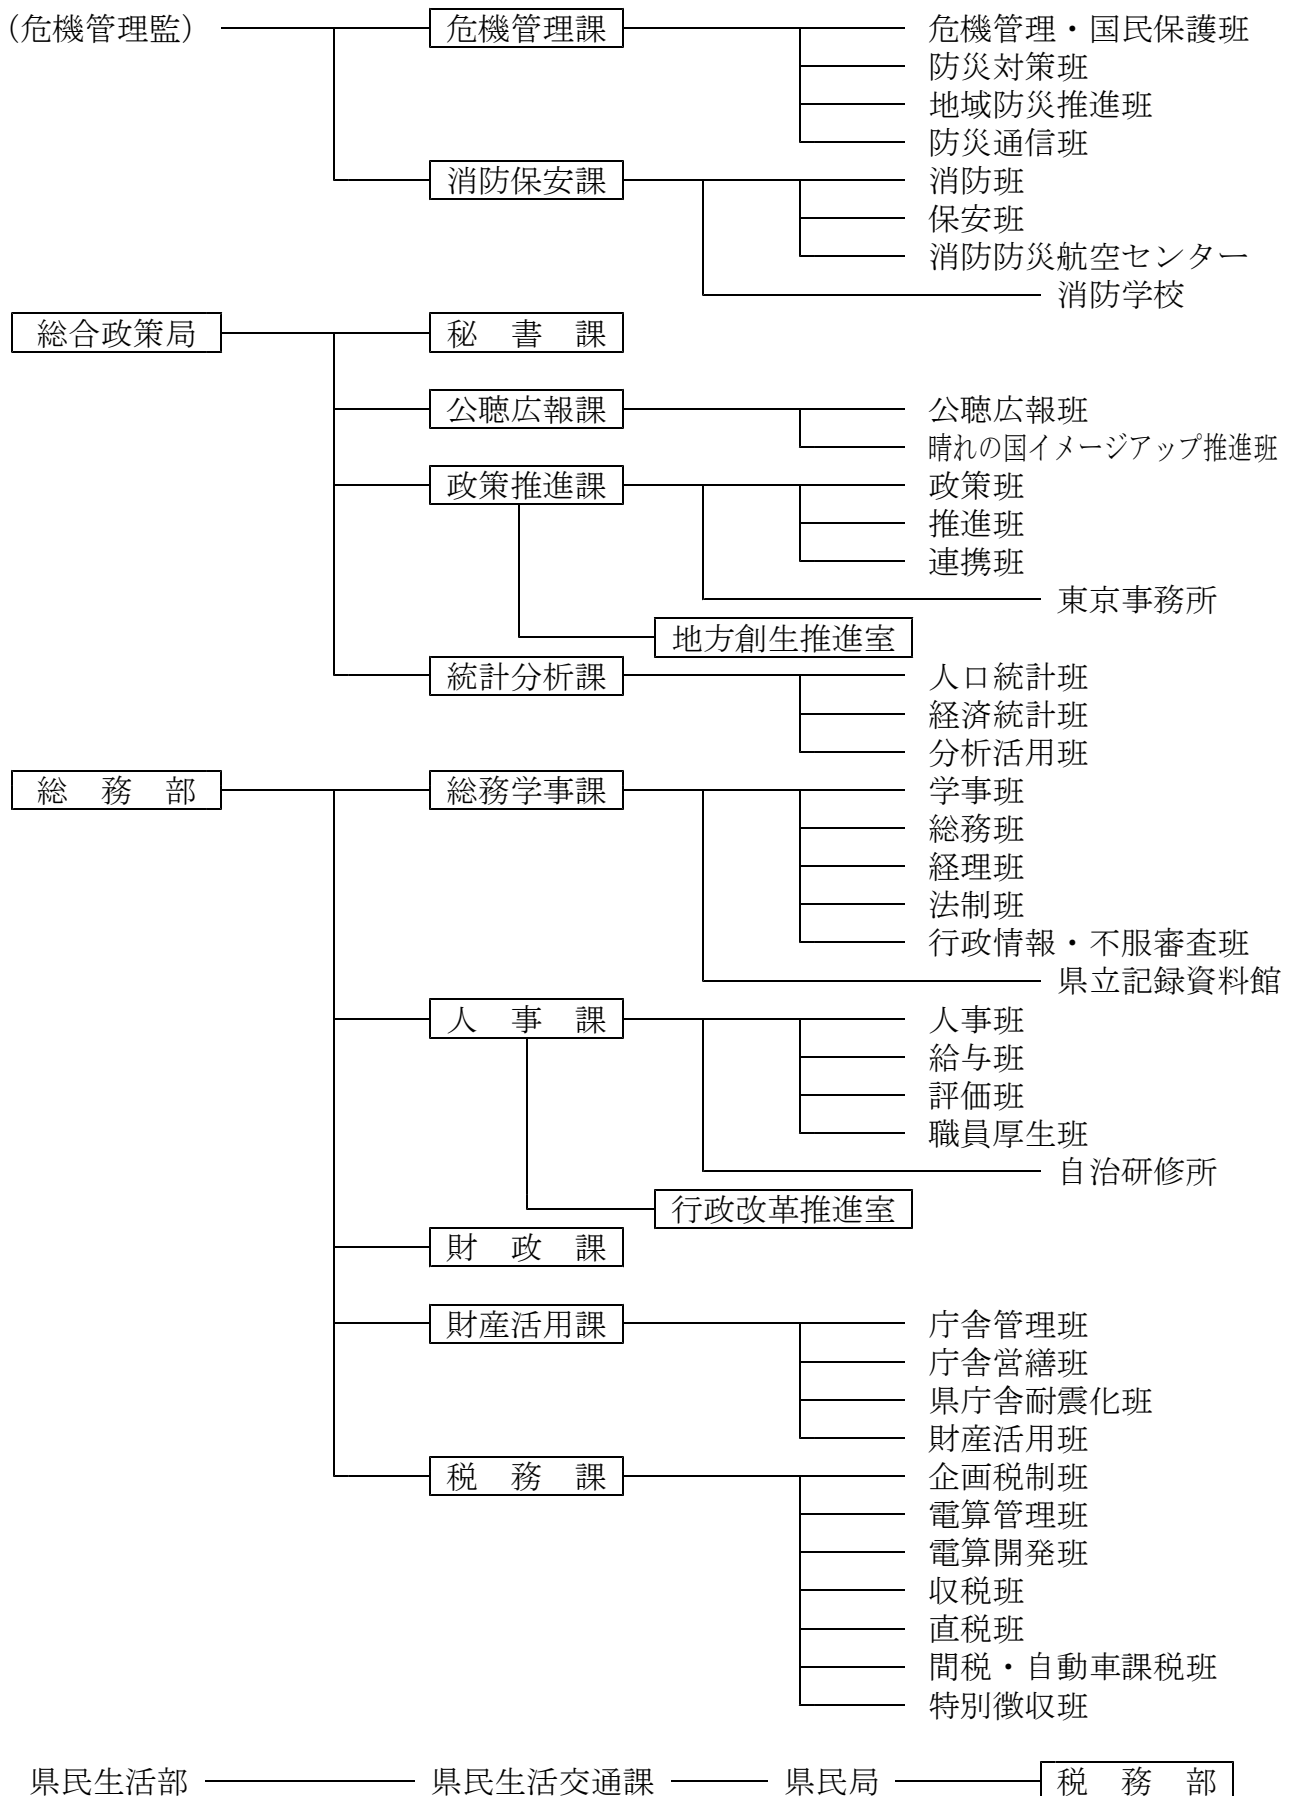 (危機管理監) 危機管理課 危機管理・国民保護班
防災対策班
地域防災推進班
防災通信班
消防保安課 消防班
保安班
消防防災航空センター
消防学校
総合政策局 秘　書　課
公聴広報課 公聴広報班
晴れの国イメージアップ推進班
政策推進課 政策班
推進班
連携班
東京事務所
地方創生推進室
統計分析課 人口統計班
経済統計班
分析活用班
総　務　部 総務学事課 学事班
総務班
経理班
法制班
行政情報・不服審査班
県立記録資料館
人　事　課 人事班
給与班
評価班
職員厚生班
自治研修所
行政改革推進室
財　政　課
財産活用課 庁舎管理班
庁舎営繕班
県庁舎耐震化班
財産活用班
税　務　課 企画税制班
電算管理班
電算開発班
収税班
直税班
間税・自動車課税班
特別徴収班
県民生活部 県民生活交通課 県民局 税　務　部